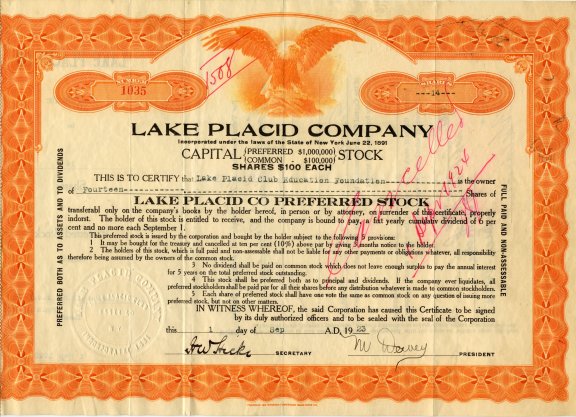 1508
1035
14
LAKE PLACID COMPANY
Incorporated under the laws of the State of New York June 22, 1891
CAPITAL (PREFERRED $1,000,000) STOCK
(COMMON - $100,000)
SHARES $100 EACH
THIS IS TO CERTIFY that Lake Placid Club Education Foundation is the owner
of Fourteen Shares of
LAKE PLACID CO PREFERRED STOCK
transferabl only on the company's books by the holder hereof, in person or by attorney, on surrender of this certificate, properly
indorst. The holder of this stock is entitled to receive, and the company is bound to pay, a fixt yearly cumulative dividend of 6 per
cent and no more each September 1.
This preferred stock is issued by the corporation and bought by the holder subject to the following 5 provisions:
1 It may be bought for the treasury and cancelled at ten per cent (10%) above par by giving 3 months notice to the holder.
2 The holders of this stock, which is full paid and non-assessable shall not be liable for any other payments or obligations whatever, all responsibility
therefore being assumed by the owners of the common stock.
3 No dividend shall be paid on common stock which does not leave enough surplus to pay the annual interest
for 5 years on the total preferred stock outstanding.
4 This stock shall be preferred both as to principal and dividends. If the company ever liquidates, all
preferred stockholders shall be paid for all their shares before any dividend whatever is made to common stockholders.
5 Each share of preferred stock shall have one vote the same as common stock on any question of issuing more
preferred stock, but not on other matters.
IN WITNESS WHEREOF, the said Corporation has caused this Certificate to be signed
by its duly authorized officers and to be sealed with the seal of the Corporation
this 1 day of Sep A.D. 1923
SECRETARY
PRESIDENT
PREFERRED BOTH AS TO ASSETS AND TO DIVIDENDS
FULL PAID AND NON-ASSESSABLE
Cancelled